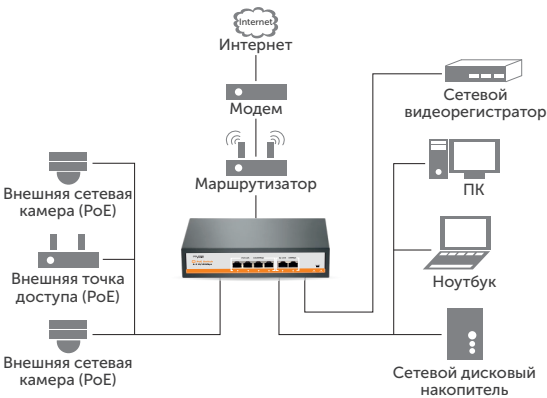 Internet
Интернет
Модем
Маршрутизатор
Внешняя сетевая
камера (PoE)
Внешняя точка
доступа (PoE)
Внешняя сетевая
камера (PoE)
Сетевой
видеорегистратор
ПК
Ноутбук
Сетевой дисковый
накопитель